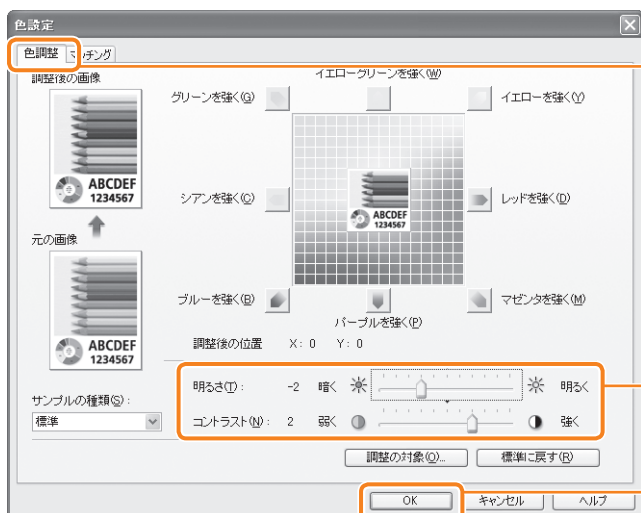 色設定
色調整 マッチング
調整後の画像
ABCDEF
1234567
元の画像
ABCDEF
1234567
サンプルの種類(S):
標準
イエローグリーンを強く(W)
グリーンを強く(G)
イエローを強く(Y)
シアンを強く(C)
ABCDEF
1234567
レッドを強く(D)
ブルーを強く(B)
マゼンタを強く(M)
パープルを強く(P)
調整後の位置 X: 0 Y: 0
明るさ(T): -2 暗く 明るく
コントラスト(N): 2 弱く 強く
調整の対象(O)... 標準に戻す(R)
OK キャンセル ヘルプ